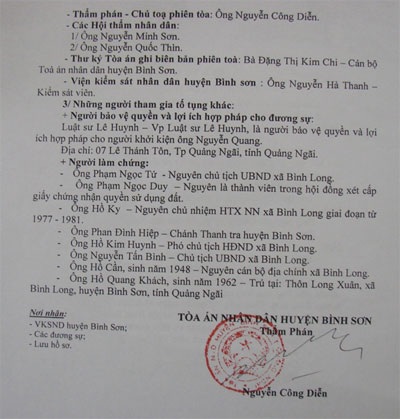 - Thẩm phán - Chủ toạ phiên tòa: Ông Nguyễn Công Diễn.
- Các Hội thẩm nhân dân:
1/ Ông Nguyễn Minh Sơn.
2/ Ông Nguyễn Quốc Thìn.
- Thư ký Tòa án ghi biên bản phiên toà: Bà Đặng Thị Kim Chi – Cán bộ
Toà án nhân dân huyện Bình Sơn.
- Viện kiểm sát nhân dân huyện Bình sơn : Ông Nguyễn Hà Thanh –
Kiểm sát viên.
3/ Những người tham gia tố tụng khác:
+ Người bảo vệ quyền và lợi ích hợp pháp cho đương sự:
Luật sư Lê Huynh – Vp Luật sư Lê Huynh, là người bảo vệ quyền và lợi
ích hợp pháp cho người khởi kiện ông Nguyễn Quang.
Địa chỉ: 07 Lê Thánh Tôn, Tp Quảng Ngãi, tỉnh Quảng Ngãi.
+ Người làm chứng:
- Ông Phạm Ngọc Tứ - Nguyên chủ tịch UBND xã Bình Long.
- Ông Phạm Ngọc Duy – Nguyên là thành viên trong hội đồng xét cấp
giấy chứng nhận quyền sử dụng đất.
- Ông Hồ Ky – Nguyên chủ nhiệm HTX NN xã Bình Long giai đoạn từ
1977 - 1981.
- Ông Phan Đình Hiệp – Chánh Thanh tra huyện Bình Sơn.
- Ông Hồ Kim Huynh – Phó chủ tịch HĐND xã Bình Long.
- Ông Nguyễn Tấn Bình – Chủ tịch UBND xã Bình Long.
- Ông Hồ Cẩn, sinh năm 1948 – Nguyên cán bộ địa chính xã Bình Long.
- Ông Hồ Quang Khách, sinh năm 1962 – Trú tại: Thôn Long Xuân, xã
Bình Long, huyện Bình Sơn, tỉnh Quảng Ngãi
Nơi nhận:
- VKSND huyện Bình Sơn;
- Các đương sự;
- Lưu hồ sơ.
TÒA ÁN NHÂN DÂN HUYỆN BÌNH SƠN
Thẩm Phán
Nguyễn Công Diễn